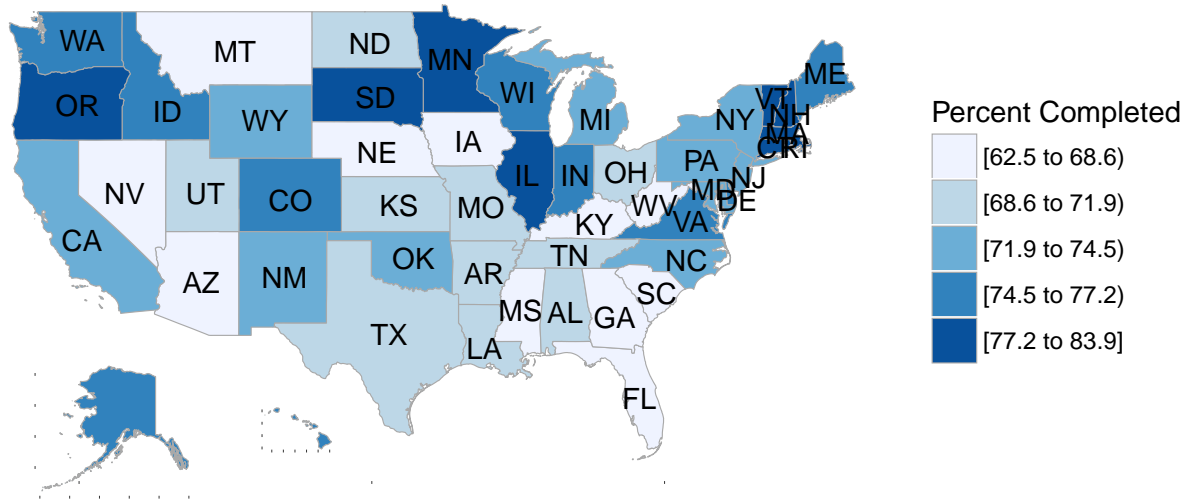 WA
MT
ND
MN
ME
OR
ID
SD
WI
WY
MI
NY
VT
NH
MA
CT
RI
NE
IA
PA
NJ
NV
UT
CO
KS
MO
IL
IN
OH
MD
DE
WV
VA
KY
CA
AZ
NM
OK
AR
TN
NC
SC
TX
LA
MS
AL
GA
FL
Percent Completed
[62.5 to 68.6)
[68.6 to 71.9)
[71.9 to 74.5)
[74.5 to 77.2)
[77.2 to 83.9]